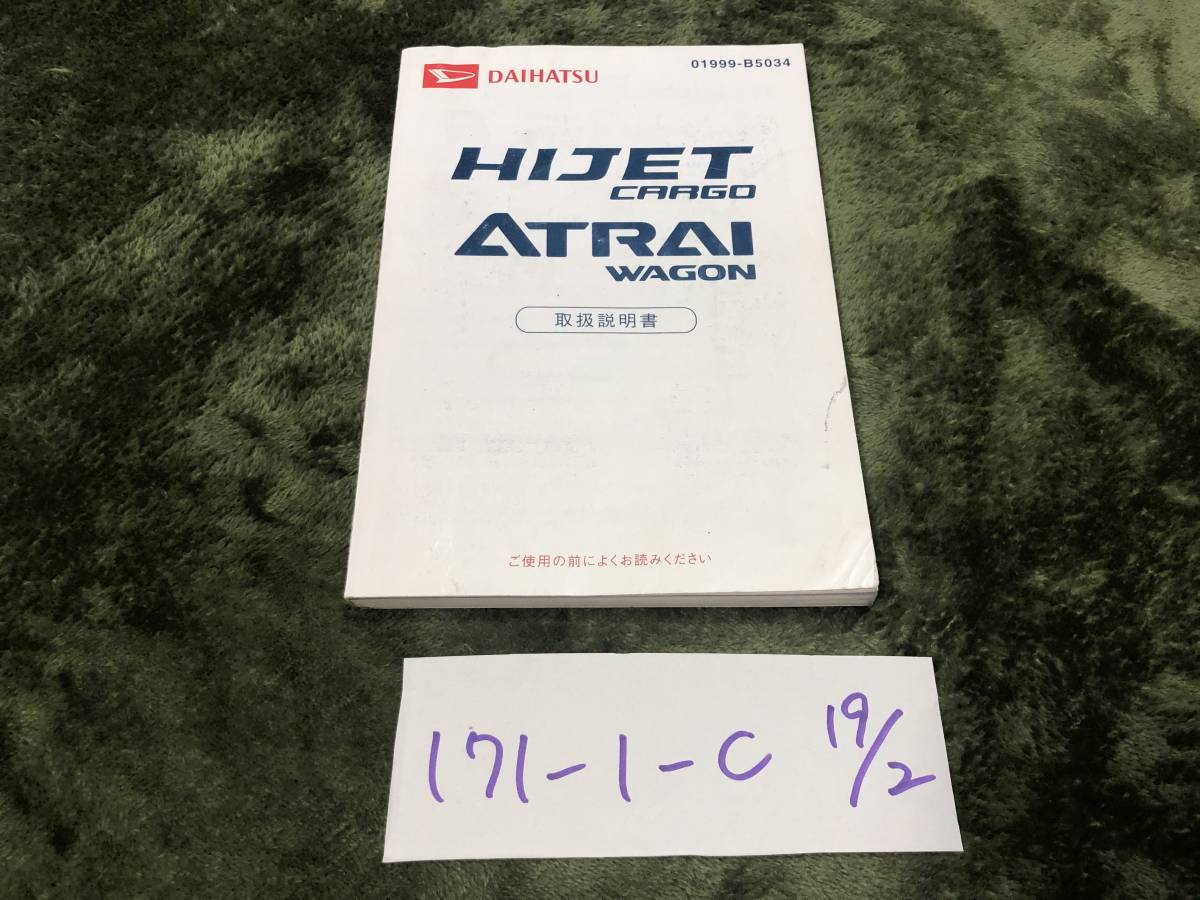 DAIHATSU
01999-B5034
HIJET
CARGO
ATRAI
WAGON
取扱説明書
ご使用の前によくお読みください
171-1-C 19/2